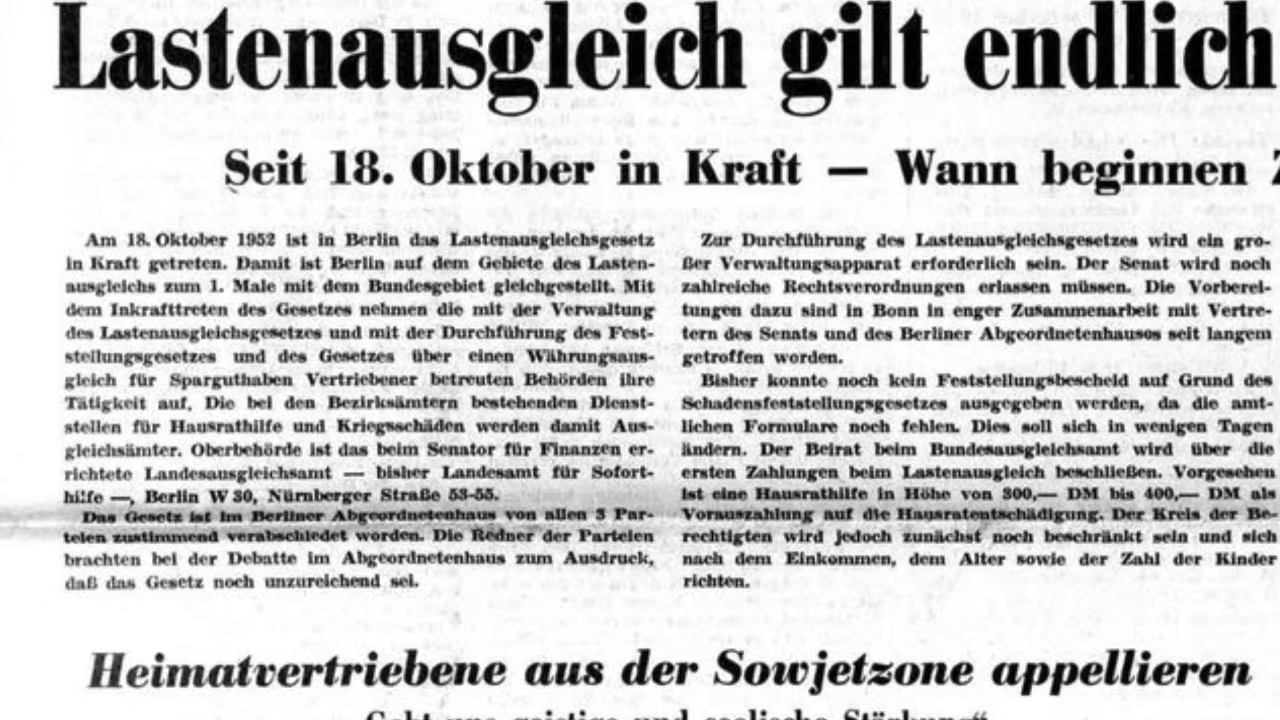 Lastenausgleich gilt endlich
Seit 18. Oktober in Kraft — Wann beginnen
Am 18. Oktober 1952 ist in Berlin das Lastenausgleichsgesetz
in Kraft getreten. Damit ist Berlin auf dem Gebiete des Lasten-
ausgleichs zum 1. Male mit dem Bundesgebiet gleichgestellt. Mit
dem Inkrafttreten des Gesetzes nehmen die mit der Verwaltung
des Lastenausgleichsgesetzes und mit der Durchführung des Fest-
stellungsgesetzes und des Gesetzes über einen Währungsaus-
gleich für Sparguthaben Vertriebener betreuten Behörden ihre
Tätigkeit auf. Die bei den Bezirksämtern bestehenden Dienst-
stellen für Hausrathilfe und Kriegsschäden werden damit Aus-
gleichsämter. Oberbehörde ist das beim Senator für Finanzen er-
richtete Landesausgleichsamt — bisher Landesamt für Sofort-
hilfe —, Berlin W 30, Nürnberger Straße 53-55.
Das Gesetz ist im Berliner Abgeordnetenhaus von allen 3 Par-
teien zustimmend verabschiedet worden. Die Redner der Parteien
brachten bei der Debatte im Abgeordnetenhaus zum Ausdruck,
daß das Gesetz noch unzureichend sei.
Zur Durchführung des Lastenausgleichsgesetzes wird ein gro-
ßer Verwaltungsapparat erforderlich sein. Der Senat wird noch
zahlreiche Rechtsverordnungen erlassen müssen. Die Vorberei-
tungen dazu sind in Bonn in enger Zusammenarbeit mit Vertre-
tern des Senats und des Berliner Abgeordnetenhauses seit langem
getroffen worden.
Bisher konnte noch kein Feststellungsbescheid auf Grund des
Schadensfeststellungsgesetzes ausgegeben werden, da die amt-
lichen Formulare noch fehlen. Dies soll sich in wenigen Tagen
ändern. Der Beirat beim Bundesausgleichsamt wird über die
ersten Zahlungen beim Lastenausgleich beschließen. Vorgesehen
ist eine Hausrathilfe in Höhe von 300,— DM bis 400,— DM als
Vorauszahlung auf die Hausratentschädigung. Der Kreis der Be-
rechtigten wird jedoch zunächst noch beschränkt sein und sich
nach dem Einkommen, dem Alter sowie der Zahl der Kinder
richten.
Heimatvertriebene aus der Sowjetzone appellieren
geistige und seelische Stärkung“